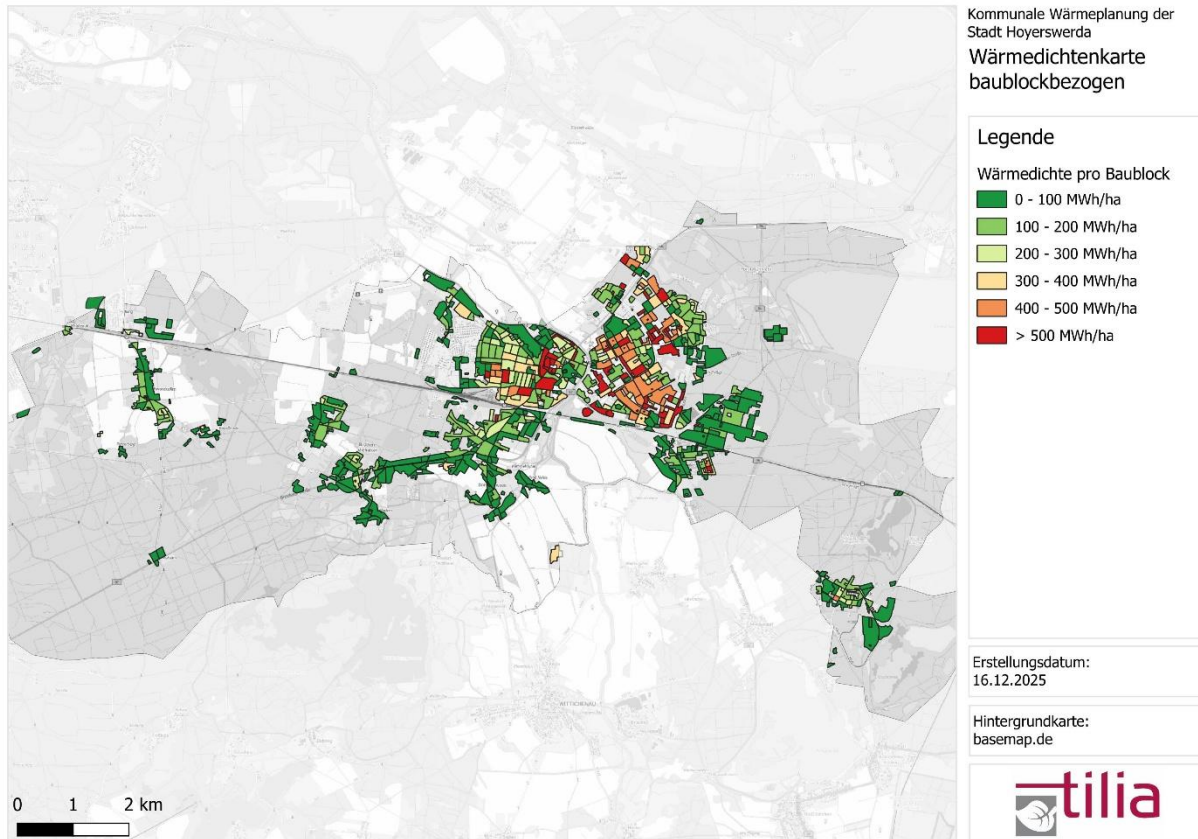 Kommunale Wärmeplanung der
Stadt Hoyerswerda
Wärmedichtenkarte
baublockbezogen
Legende
Wärmedichte pro Baublock
0 - 100 MWh/ha
100 - 200 MWh/ha
200 - 300 MWh/ha
300 - 400 MWh/ha
400 - 500 MWh/ha
> 500 MWh/ha
WITTICHENAU
0 1 2 km
Erstellungsdatum:
16.12.2025
Hintergrundkarte:
basemap.de
tilia